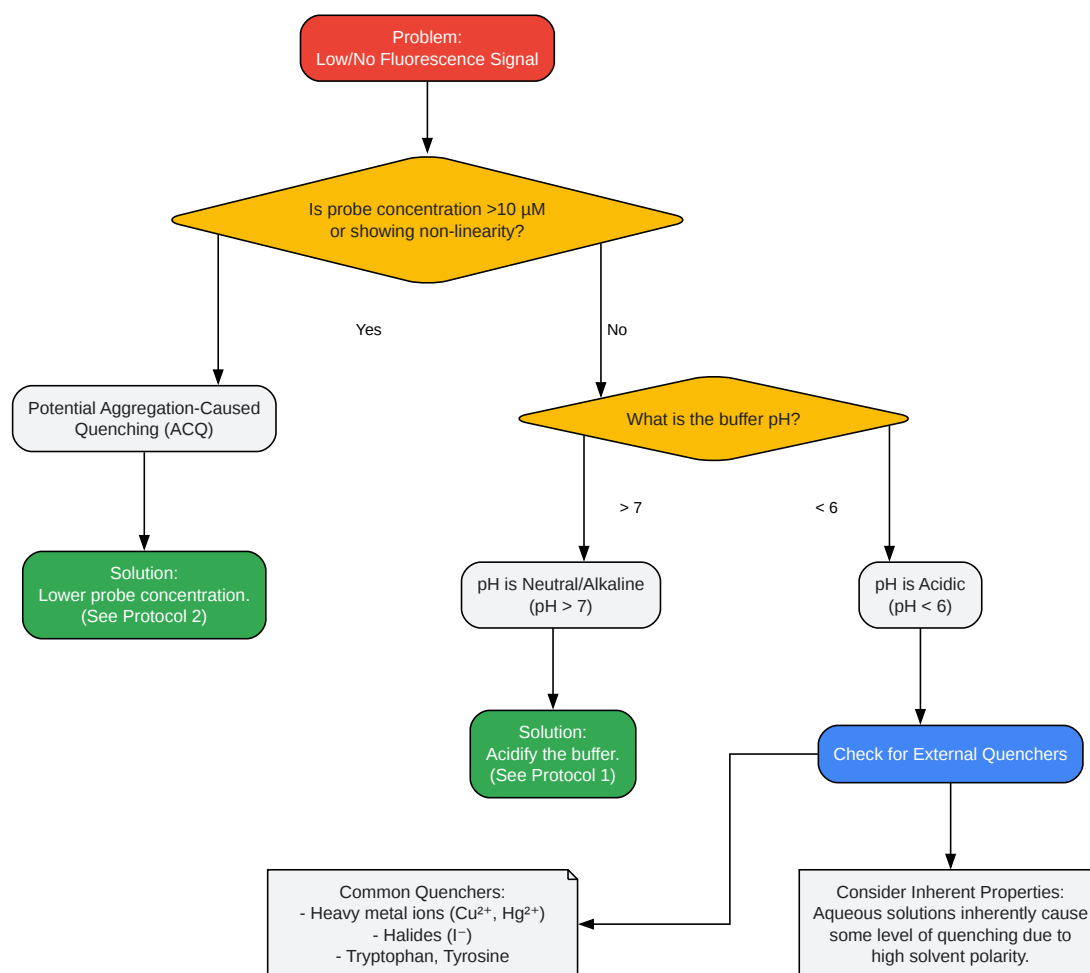 Problem:
Low/No Fluorescence Signal
Is probe concentration >10 µM
or showing non-linearity?
Yes
No
Potential Aggregation-Caused
Quenching (ACQ)
What is the buffer pH?
> 7
< 6
Solution:
Lower probe concentration.
(See Protocol 2)
pH is Neutral/Alkaline
(pH > 7)
pH is Acidic
(pH < 6)
Solution:
Acidify the buffer.
(See Protocol 1)
Check for External Quenchers
Common Quenchers:
- Heavy metal ions (Cu²⁺, Hg²⁺)
- Halides (I⁻)
- Tryptophan, Tyrosine
Consider Inherent Properties:
Aqueous solutions inherently cause
some level of quenching due to
high solvent polarity.